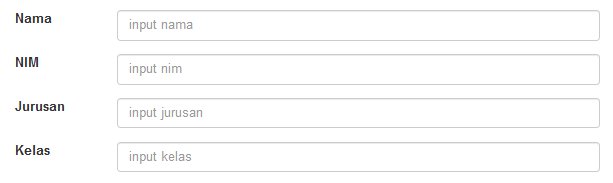 Nama input nama
NIM input nim
Jurusan input jurusan
Kelas input kelas